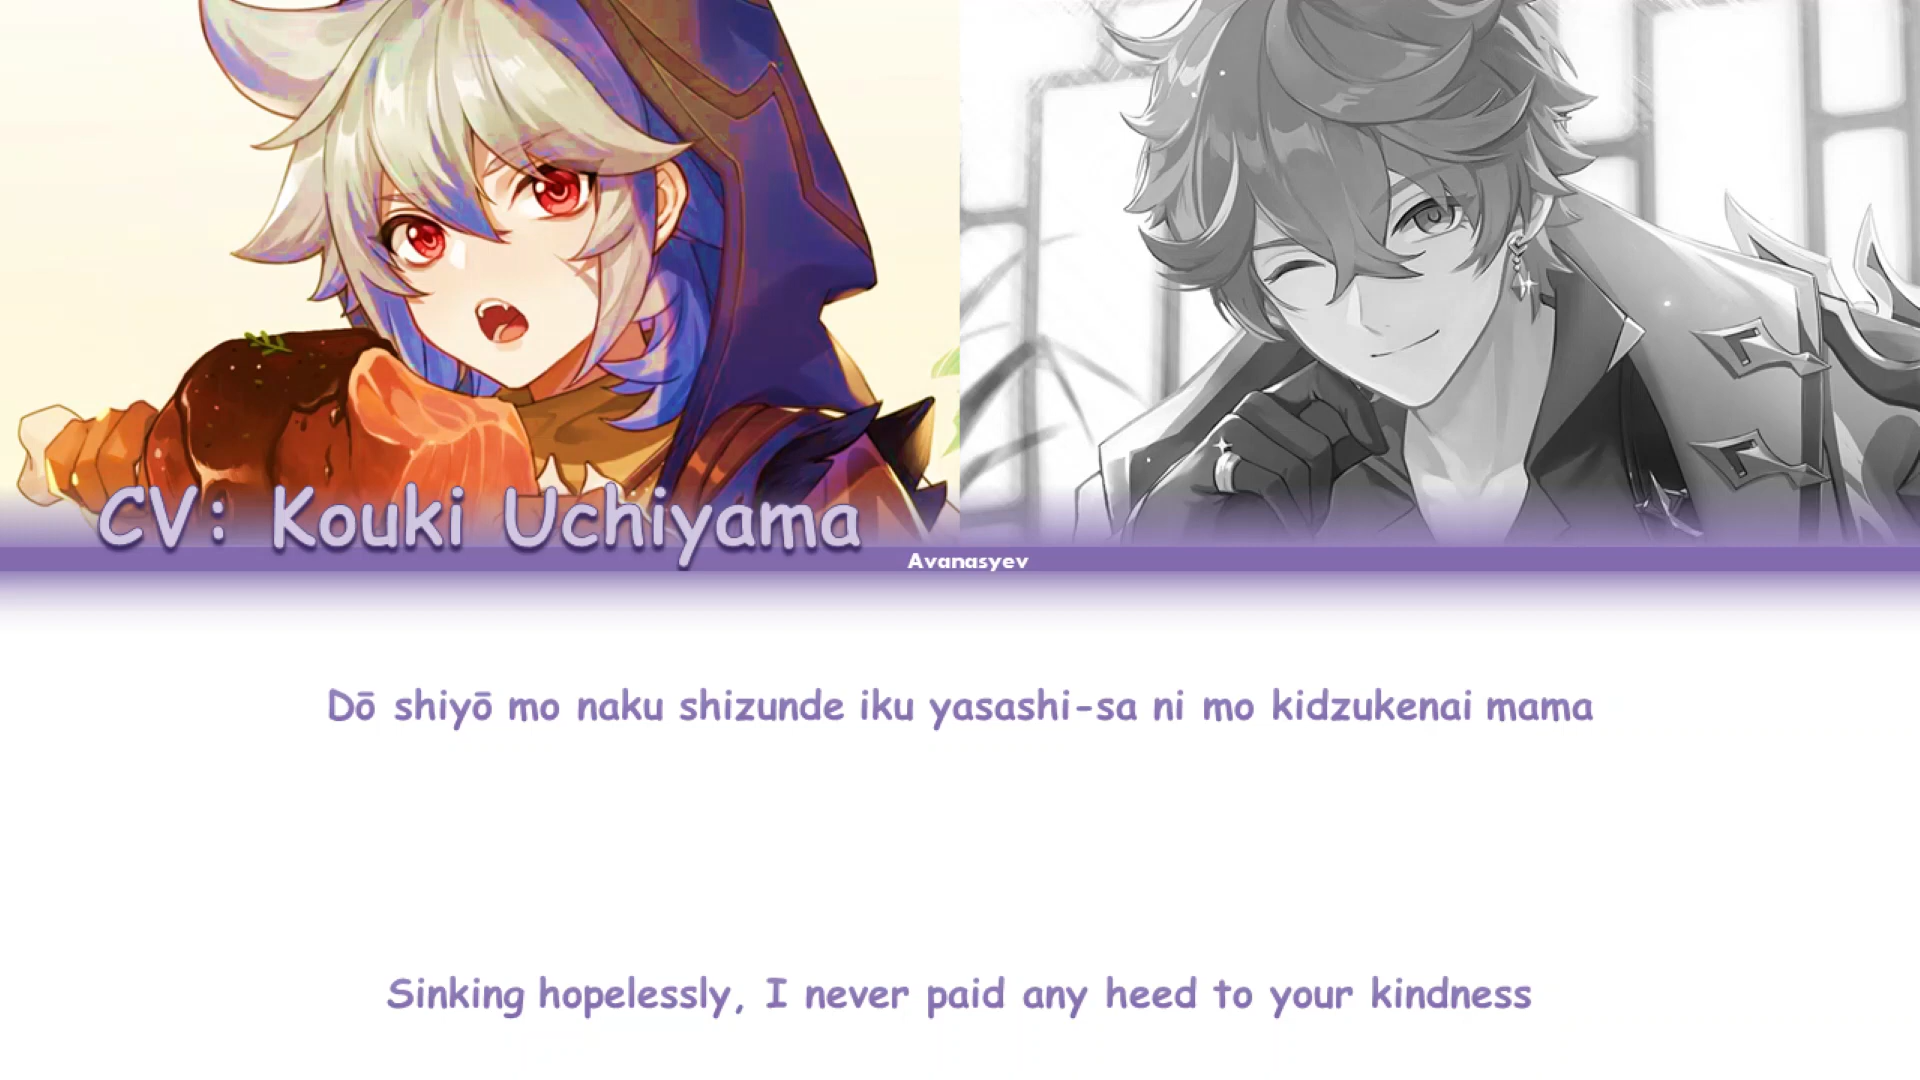 CV: Kouki Uchiyama
Avanasyev
Dō shiyō mo naku shizunde iku yasashi-sa ni mo kidzukenai mama
Sinking hopelessly, I never paid any heed to your kindness